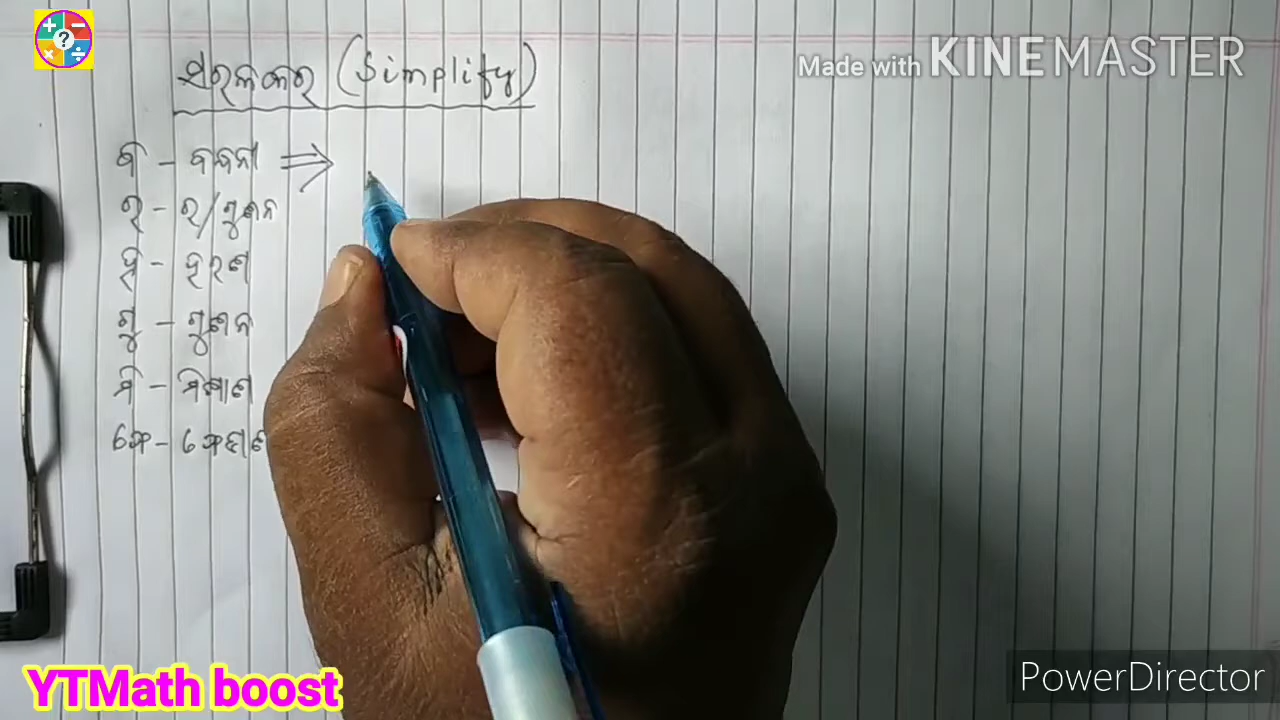 Made with KINEMASTER
ସରଳକର (Simplify)
ବ - ବନ୍ଧନୀ ⇒
ର - ର/ଗୁଣନ
ହ - ହରଣ
ଗୁ - ଗୁଣନ
ମି - ମିଶାଣ
ଫେ - ଫେଡାଣ
YTMath boost
PowerDirector